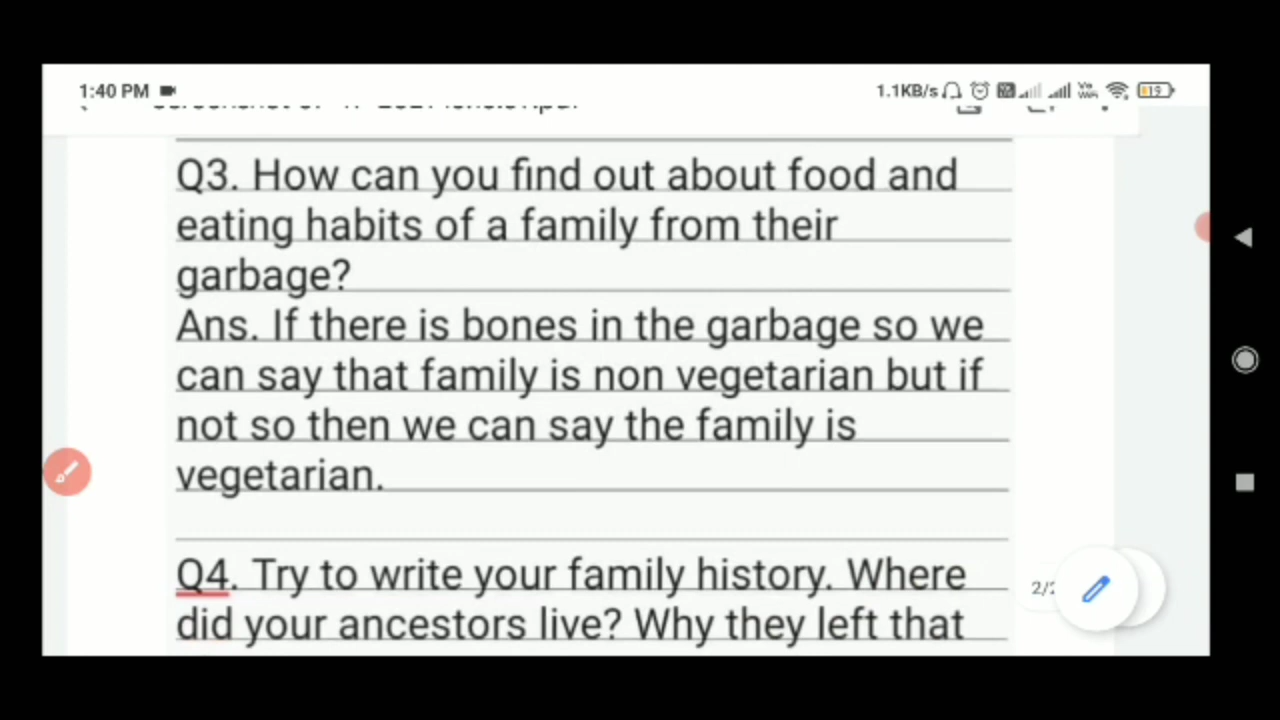 1:40 PM
1.1KB/s
19
Q3. How can you find out about food and
eating habits of a family from their
garbage?
Ans. If there is bones in the garbage so we
can say that family is non vegetarian but if
not so then we can say the family is
vegetarian.
Q4. Try to write your family history. Where
did your ancestors live? Why they left that
2/2